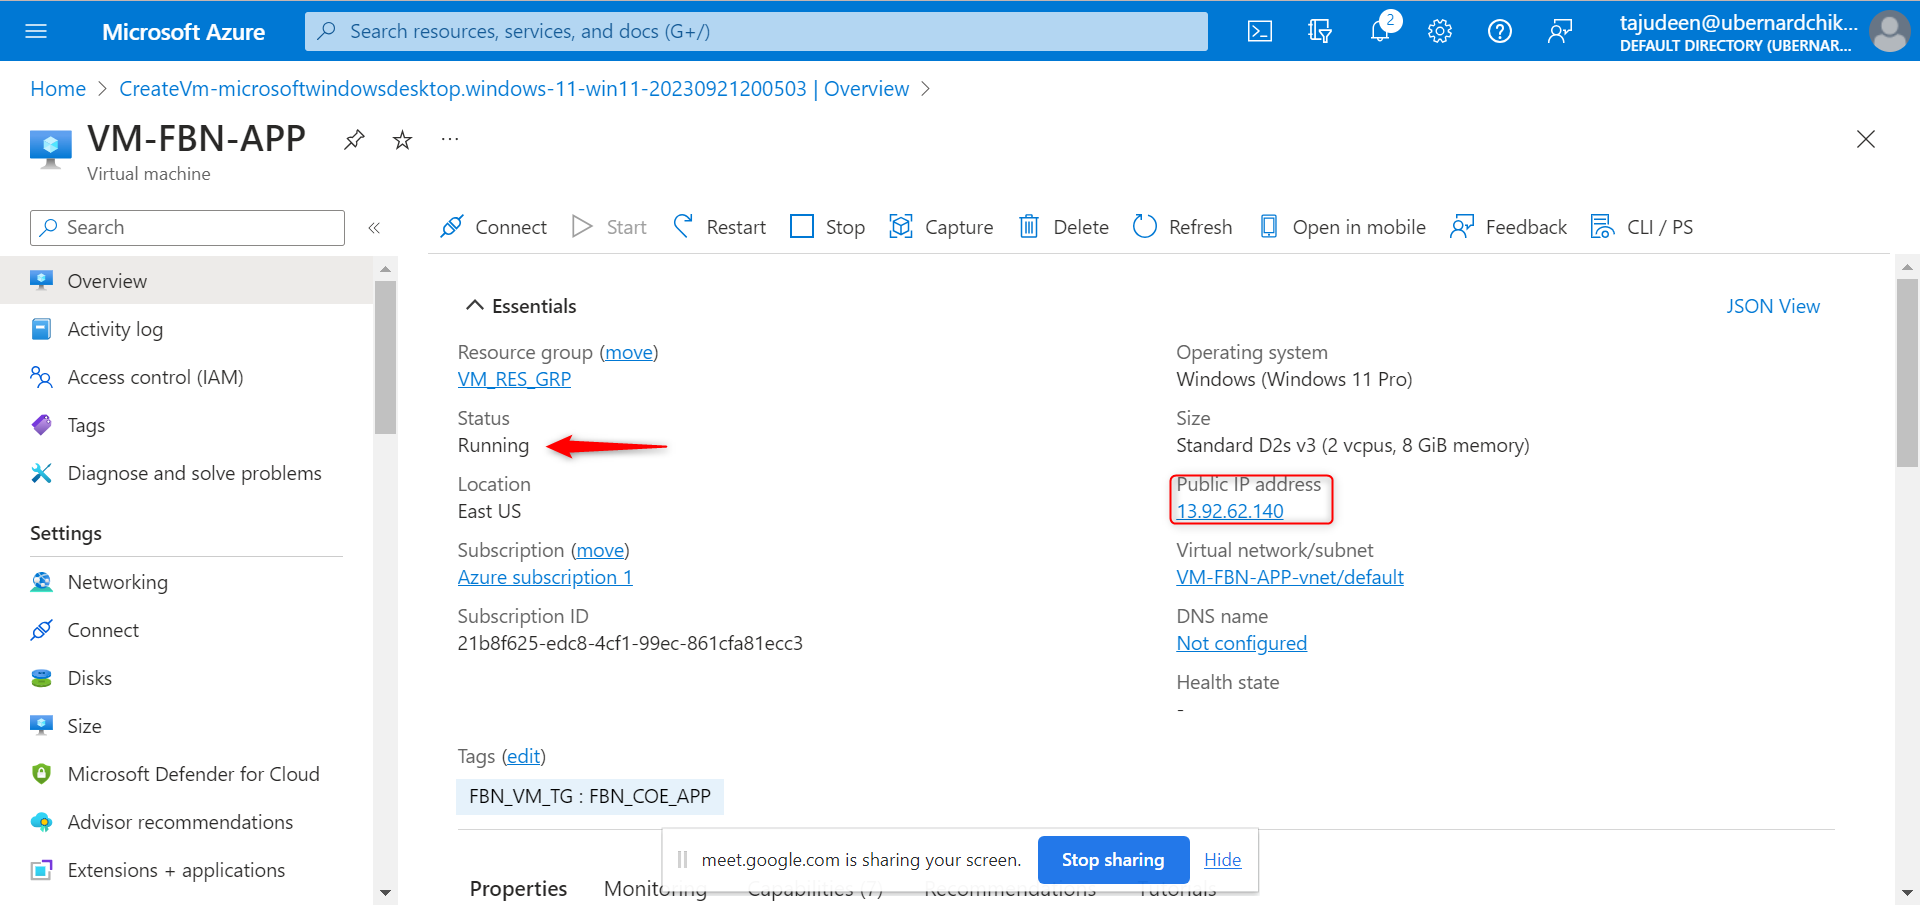 Microsoft Azure
Search resources, services, and docs (G+/)
2
tajudeen@ubernardchik...
DEFAULT DIRECTORY (UBERNAR...
Home > CreateVm-microsoftwindowsdesktop.windows-11-win11-20230921200503 | Overview >
VM-FBN-APP
...
Virtual machine
Search
«
Connect
Start
Restart
Stop
Capture
Delete
Refresh
Open in mobile
Feedback
CLI / PS
Overview
Activity log
Access control (IAM)
Tags
Diagnose and solve problems
Settings
Networking
Connect
Disks
Size
Microsoft Defender for Cloud
Advisor recommendations
Extensions + applications
Essentials
JSON View
Resource group (move)
VM_RES_GRP
Status
Running
Location
East US
Subscription (move)
Azure subscription 1
Subscription ID
21b8f625-edc8-4cf1-99ec-861cfa81ecc3
Operating system
Windows (Windows 11 Pro)
Size
Standard D2s v3 (2 vcpus, 8 GiB memory)
Public IP address
13.92.62.140
Virtual network/subnet
VM-FBN-APP-vnet/default
DNS name
Not configured
Health state
-
Tags (edit)
FBN_VM_TG : FBN_COE_APP
meet.google.com is sharing your screen.
Stop sharing
Hide
Properties
Monitoring
Capabilities (7)
Recommendations
Tutorials